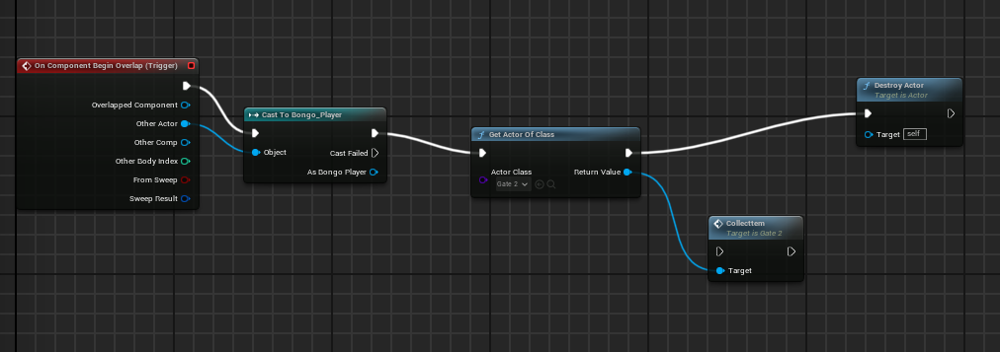 On Component Begin Overlap (Trigger)
Overlapped Component
Other Actor
Other Comp
Other Body Index
From Sweep
Sweep Result
Cast To Bongo_Player
Object
Cast Failed
As Bongo Player
Get Actor Of Class
Actor Class
Gate 2
Return Value
CollectItem
Target is Gate 2
Target
Destroy Actor
Target is Actor
Target
self